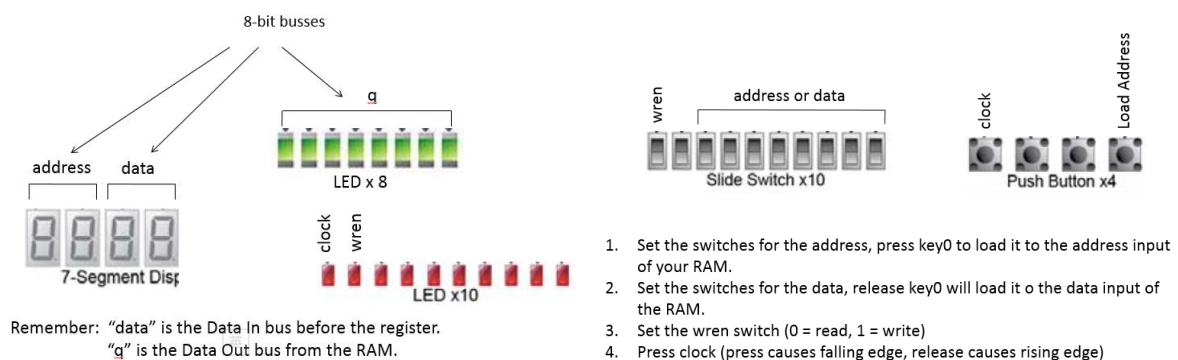 8-bit busses
q
address data
LED x 8
clock
wren
7-Segment Disp
LED x10
Remember: "data" is the Data In bus before the register.
"q" is the Data Out bus from the RAM.
wren
address or data
clock
Load Address
Slide Switch x10
Push Button x4
1. Set the switches for the address, press key0 to load it to the address input
of your RAM.
2. Set the switches for the data, release key0 will load it o the data input of
the RAM.
3. Set the wren switch (0 = read, 1 = write)
4. Press clock (press causes falling edge, release causes rising edge)